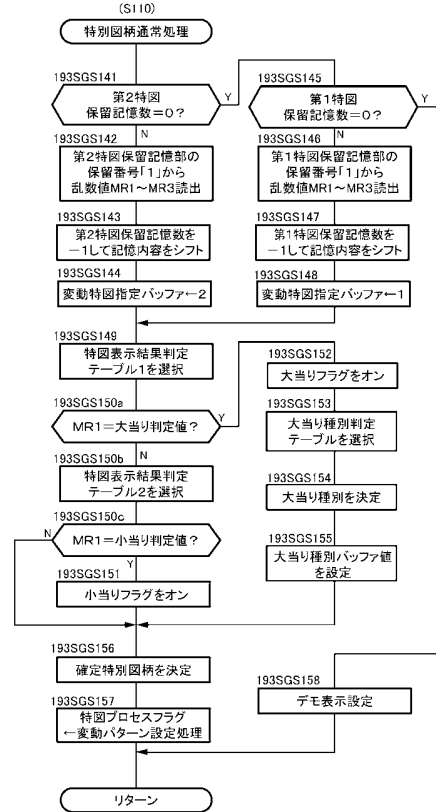 (S110)
特別図柄通常処理
193SGS141
第2特図
保留記憶数＝0？
Y
N
193SGS142
第2特図保留記憶部の
保留番号「1」から
乱数値MR1～MR3読出
193SGS143
第2特図保留記憶数を
－1して記憶内容をシフト
193SGS144
変動特図指定バッファ←2
193SGS145
第1特図
保留記憶数＝0？
Y
N
193SGS146
第1特図保留記憶部の
保留番号「1」から
乱数値MR1～MR3読出
193SGS147
第1特図保留記憶数を
－1して記憶内容をシフト
193SGS148
変動特図指定バッファ←1
193SGS149
特図表示結果判定
テーブル1を選択
193SGS150a
MR1＝大当り判定値？
Y
N
193SGS150b
特図表示結果判定
テーブル2を選択
193SGS150c
MR1＝小当り判定値？
N
Y
193SGS151
小当りフラグをオン
193SGS152
大当りフラグをオン
193SGS153
大当り種別判定
テーブルを選択
193SGS154
大当り種別を決定
193SGS155
大当り種別バッファ値
を設定
193SGS156
確定特別図柄を決定
193SGS157
特図プロセスフラグ
←変動パターン設定処理
193SGS158
デモ表示設定
リターン